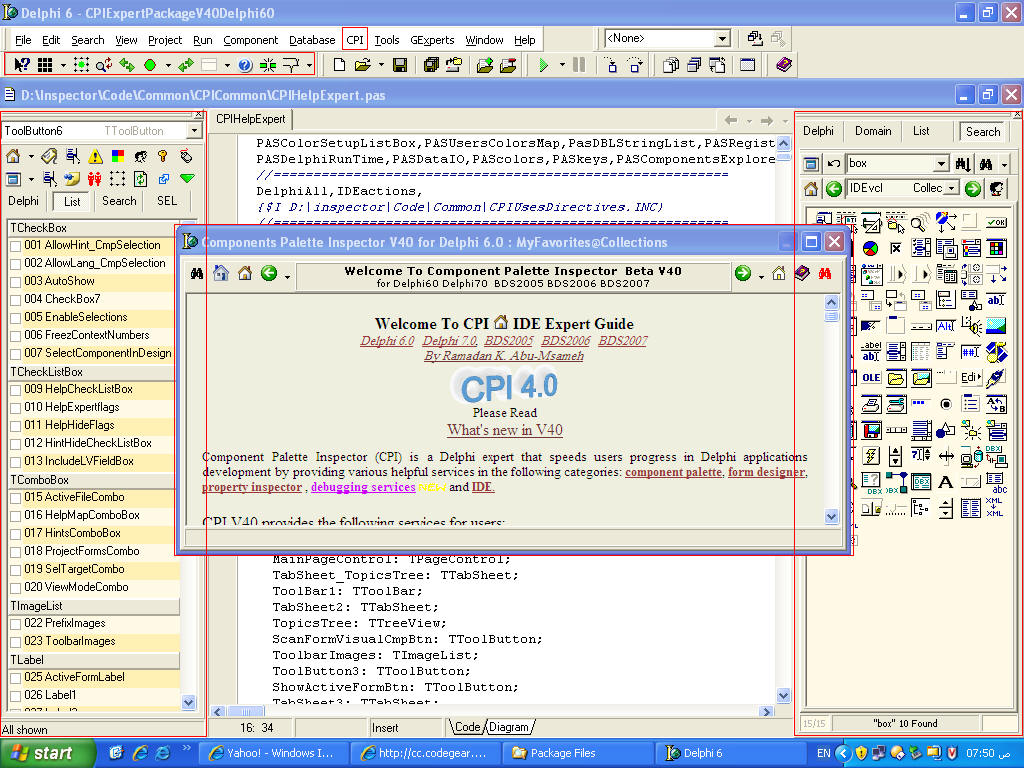 Delphi 6 - CPIExpertPackageV40Delphi60
File Edit Search View Project Run Component Database CPI Tools GExperts Window Help
<None>
D:\Inspector\Code\Common\CPICommon\CPIHelpExpert.pas
ToolButton6 TToolButton
Delphi List Search SEL
TCheckBox
001 AllowHint_CmpSelection
002 AllowLang_CmpSelection
003 AutoShow
004 CheckBox7
005 EnableSelections
006 FreezContextNumbers
007 SelectComponentInDesign
TCheckListBox
009 HelpCheckListBox
010 HelpExpertflags
011 HelpHideFlags
012 HintHideCheckListBox
013 IncludeLVFieldBox
TComboBox
015 ActiveFileCombo
016 HelpMapComboBox
017 HintsComboBox
018 ProjectFormsCombo
019 SelTargetCombo
020 ViewModeCombo
TImageList
022 PrefixImages
023 ToolbarImages
TLabel
025 ActiveFormLabel
026 Label1
All shown
CPIHelpExpert
PASColorSetupListBox,PASUsersColorsMap,PasDBLStringList,PASRegist
PASDelphiRunTime,PASDataIO,PAScolors,PASkeys,PASComponentsExplore
//==========================================================
DelphiAll,IDEactions,
{$I D:\inspector\Code\Common\CPIUsesDirectives.INC}
Components Palette Inspector V40 for Delphi 6.0 : MyFavorites@Collections
Welcome To Component Palette Inspector Beta V40
for Delphi60 Delphi70 BDS2005 BDS2006 BDS2007
Welcome To CPI IDE Expert Guide
Delphi 6.0 Delphi 7.0, BDS2005 BDS2006 BDS2007
By Ramadan K. Abu-Msameh
CPI 4.0
Please Read
What's new in V40
Component Palette Inspector (CPI) is a Delphi expert that speeds users progress in Delphi applications
development by providing various helpful services in the following categories: component palette, form designer,
property inspector , debugging services and IDE.
CPI V40 provides the following services for users:
MainPageControl: TPageControl;
TabSheet_TopicsTree: TTabSheet;
ToolBar1: TToolBar;
TabSheet2: TTabSheet;
TopicsTree: TTreeView;
ScanFormVisualCmpBtn: TToolButton;
ToolbarImages: TImageList;
ToolButton3: TToolButton;
ShowActiveFormBtn: TToolButton;
TabSheet3: TTabSheet;
16: 34 Insert Code Diagram
Delphi Domain List Search
box
IDEvcl Collec
OK
label
OLE
Edit
DBX
XML
abc
15/15 "box" 10 Found
start
Yahoo! - Windows I...
http://cc.codegear....
Package Files
Delphi 6
EN
07:50 ص